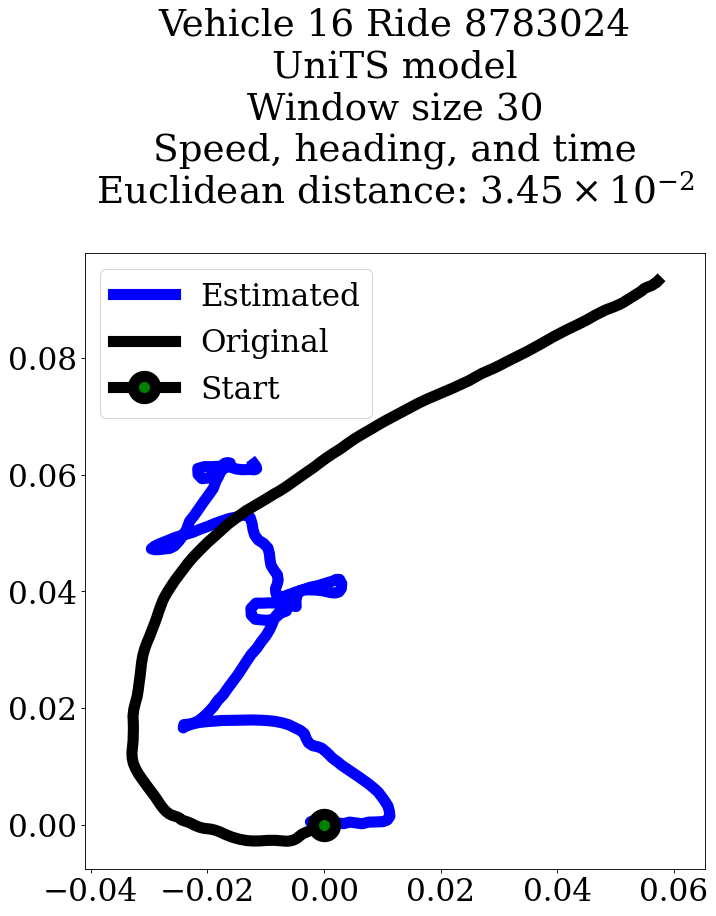 Vehicle 16 Ride 8783024
UniTS model
Window size 30
Speed, heading, and time
Euclidean distance: 3.45 × 10⁻²
Estimated
Original
Start
0.08
0.06
0.04
0.02
0.00
−0.04 −0.02 0.00 0.02 0.04 0.06